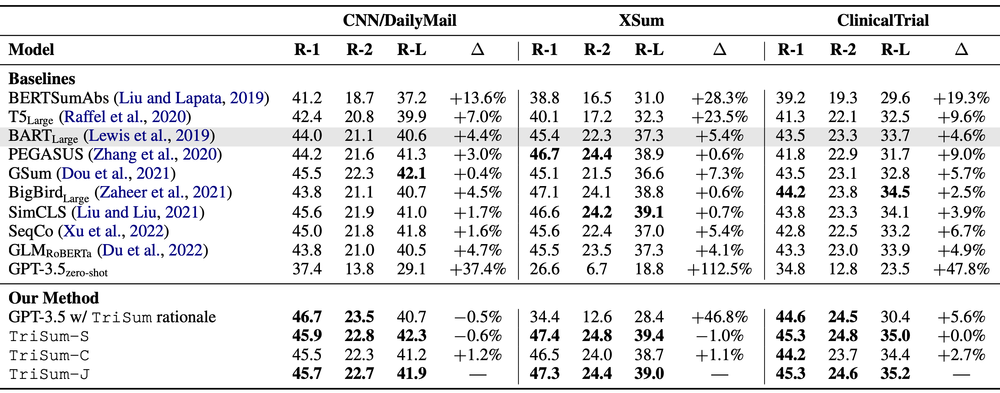 CNN/DailyMail XSum ClinicalTrial
Model R-1 R-2 R-L Δ R-1 R-2 R-L Δ R-1 R-2 R-L Δ
Baselines
BERTSumAbs (Liu and Lapata, 2019) 41.2 18.7 37.2 +13.6% 38.8 16.5 31.0 +28.3% 39.2 19.3 29.6 +19.3%
T5Large (Raffel et al., 2020) 42.4 20.8 39.9 +7.0% 40.1 17.2 32.3 +23.5% 41.3 22.1 32.5 +9.6%
BARTLarge (Lewis et al., 2019) 44.0 21.1 40.6 +4.4% 45.4 22.3 37.3 +5.4% 43.5 23.3 33.7 +4.6%
PEGASUS (Zhang et al., 2020) 44.2 21.6 41.3 +3.0% 46.7 24.4 38.9 +0.6% 41.8 22.9 31.7 +9.0%
GSum (Dou et al., 2021) 45.5 22.3 42.1 +0.4% 45.1 21.5 36.6 +7.3% 43.5 23.1 32.8 +5.7%
BigBirdLarge (Zaheer et al., 2021) 43.8 21.1 40.7 +4.5% 47.1 24.1 38.8 +0.6% 44.2 23.8 34.5 +2.5%
SimCLS (Liu and Liu, 2021) 45.6 21.9 41.0 +1.7% 46.6 24.2 39.1 +0.7% 43.8 23.3 34.1 +3.9%
SeqCo (Xu et al., 2022) 45.0 21.8 41.8 +1.6% 45.6 22.4 37.0 +5.4% 42.8 22.5 33.2 +6.7%
GLMRoBERTa (Du et al., 2022) 43.8 21.0 40.5 +4.7% 45.5 23.5 37.3 +4.1% 43.3 23.0 33.9 +4.9%
GPT-3.5zero-shot 37.4 13.8 29.1 +37.4% 26.6 6.7 18.8 +112.5% 34.8 12.8 23.5 +47.8%
Our Method
GPT-3.5 w/ TriSum rationale 46.7 23.5 40.7 −0.5% 34.4 12.6 28.4 +46.8% 44.6 24.5 30.4 +5.6%
TriSum-S 45.9 22.8 42.3 −0.6% 47.4 24.8 39.4 −1.0% 45.3 24.8 35.0 +0.0%
TriSum-C 45.5 22.3 41.2 +1.2% 46.5 24.0 38.7 +1.1% 44.2 23.7 34.4 +2.7%
TriSum-J 45.7 22.7 41.9 — 47.3 24.4 39.0 — 45.3 24.6 35.2 —